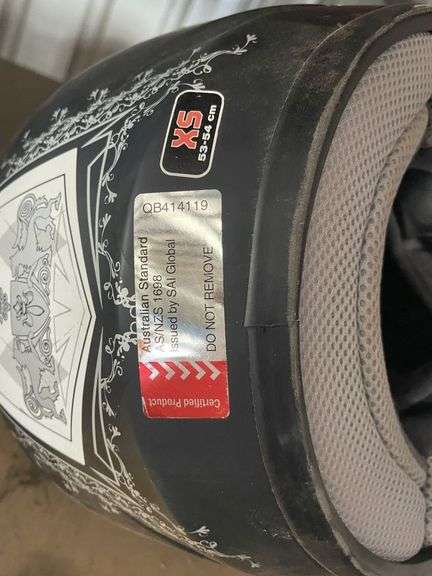 XS
53-54 cm
QB414119
Australian Standard
AS/NZS 1698
Issued by SAI Global
DO NOT REMOVE
Certified Product